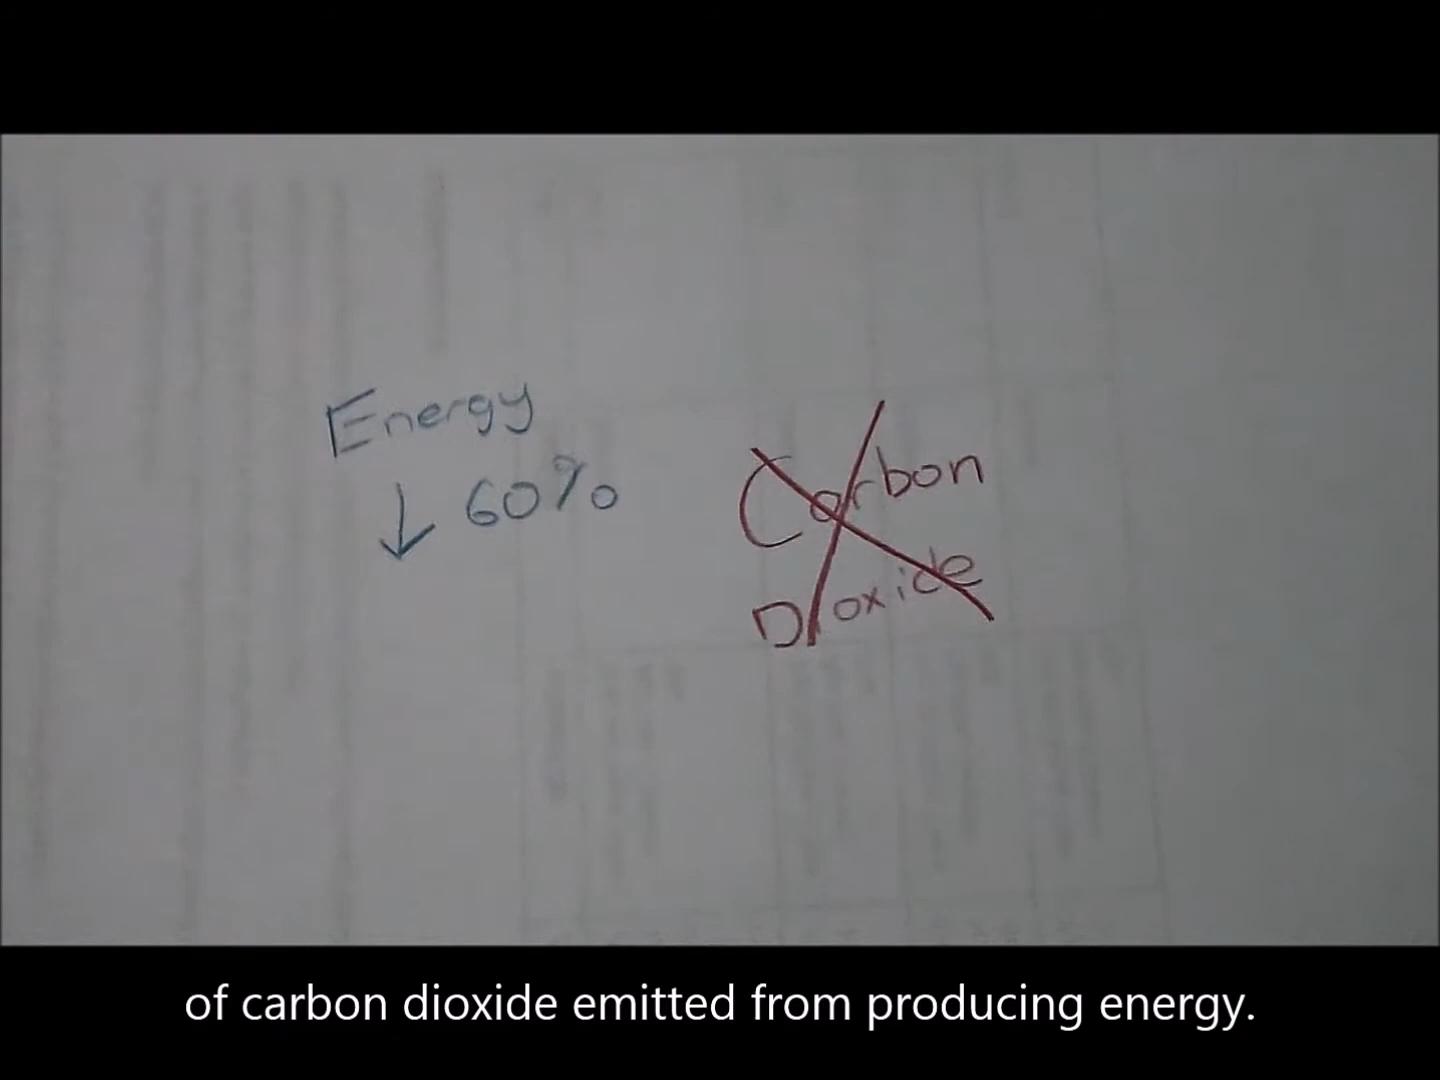 Energy
↓ 60%
Carbon
Dioxide
of carbon dioxide emitted from producing energy.